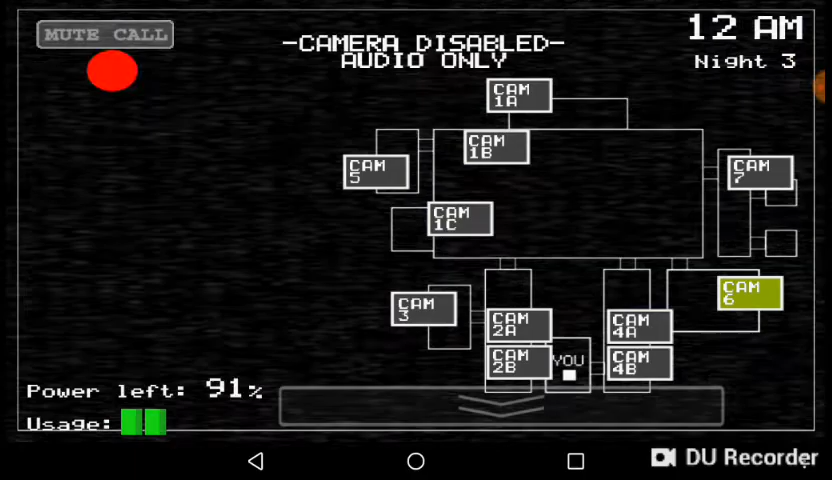 MUTE CALL
-CAMERA DISABLED-
AUDIO ONLY
12 AM
Night 3
CAM
1A
CAM
1B
CAM
5
CAM
7
CAM
1C
CAM
6
CAM
3
CAM
2A
CAM
4A
CAM
2B
YOU
CAM
4B
Power left: 91%
Usage:
DU Recorder